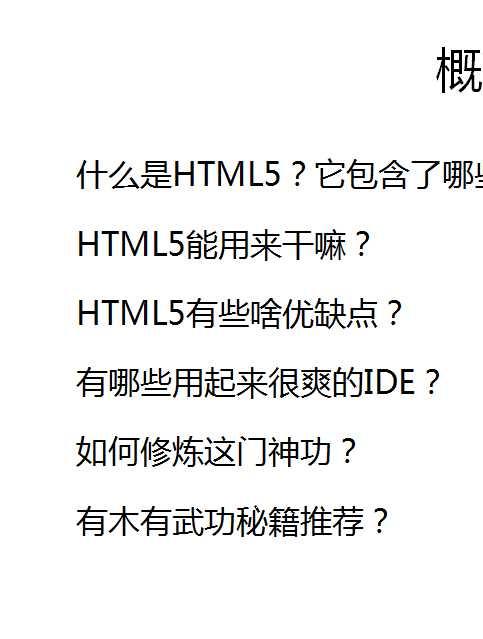 概
什么是HTML5？它包含了哪
HTML5能用来干嘛？
HTML5有些啥优缺点？
有哪些用起来很爽的IDE？
如何修炼这门神功？
有木有武功秘籍推荐？